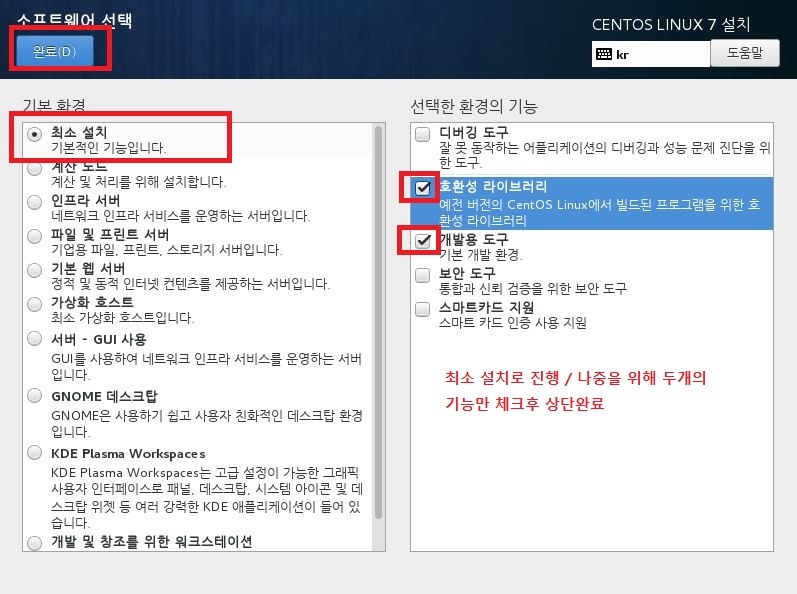 소프트웨어 선택
완료(D)
CENTOS LINUX 7 설치
kr
도움말
기본 환경
최소 설치
기본적인 기능입니다.
계산 노드
계산 및 처리를 위해 설치합니다.
인프라 서버
네트워크 인프라 서비스를 운영하는 서버입니다.
파일 및 프린트 서버
기업용 파일, 프린트, 스토리지 서버입니다.
기본 웹 서버
정적 및 동적 인터넷 컨텐츠를 제공하는 서버입니다.
가상화 호스트
최소 가상화 호스트입니다.
서버 - GUI 사용
GUI를 사용하여 네트워크 인프라 서비스를 운영하는 서버
입니다.
GNOME 데스크탑
GNOME은 사용하기 쉽고 사용자 친화적인 데스크탑 환경
입니다.
KDE Plasma Workspaces
KDE Plasma Workspaces는 고급 설정이 가능한 그래픽
사용자 인터페이스로 패널, 데스크탑, 시스템 아이콘 및 데
스크탑 위젯 등 여러 강력한 KDE 애플리케이션이 들어 있
습니다.
개발 및 창조를 위한 워크스테이션
선택한 환경의 기능
디버깅 도구
잘 못 동작하는 어플리케이션의 디버깅과 성능 문제 진단을 위
한 도구.
호환성 라이브러리
예전 버전의 CentOS Linux에서 빌드된 프로그램을 위한 호
환성 라이브러리
개발용 도구
기본 개발 환경.
보안 도구
통합과 신뢰 검증을 위한 보안 도구
스마트카드 지원
스마트 카드 인증 사용 지원
최소 설치로 진행 / 나중을 위해 두개의
기능만 체크후 상단완료